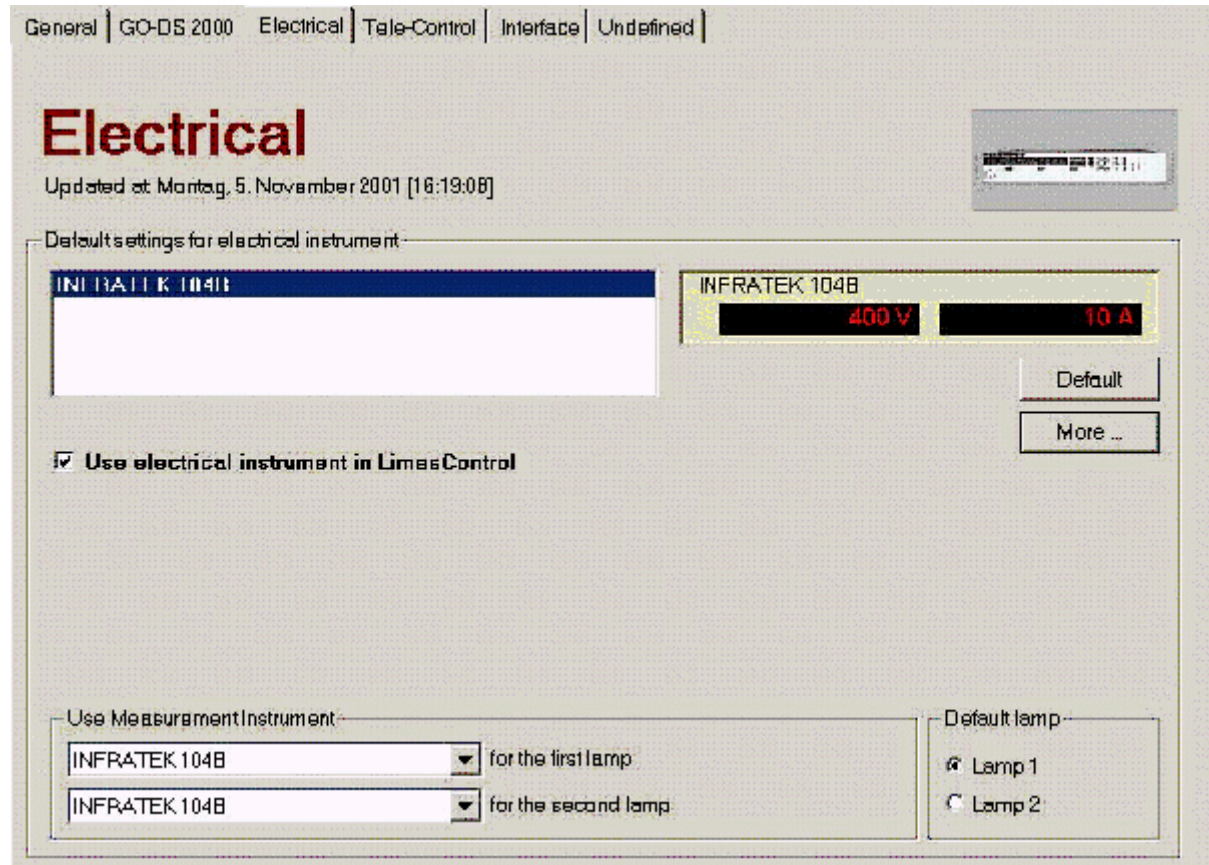 General GO-DS 2000 Electrical Tele-Control Interface Undefined
Electrical
Updated at: Montag, 5. November 2001 [16:19:08]
Default settings for electrical instrument
INFRATEK 104B
INFRATEK 104B
400 V 10 A
Default
More ...
Use electrical instrument in LimesControl
Use Measurement Instrument
INFRATEK 104B for the first lamp
INFRATEK 104B for the second lamp
Default lamp
Lamp 1
Lamp 2